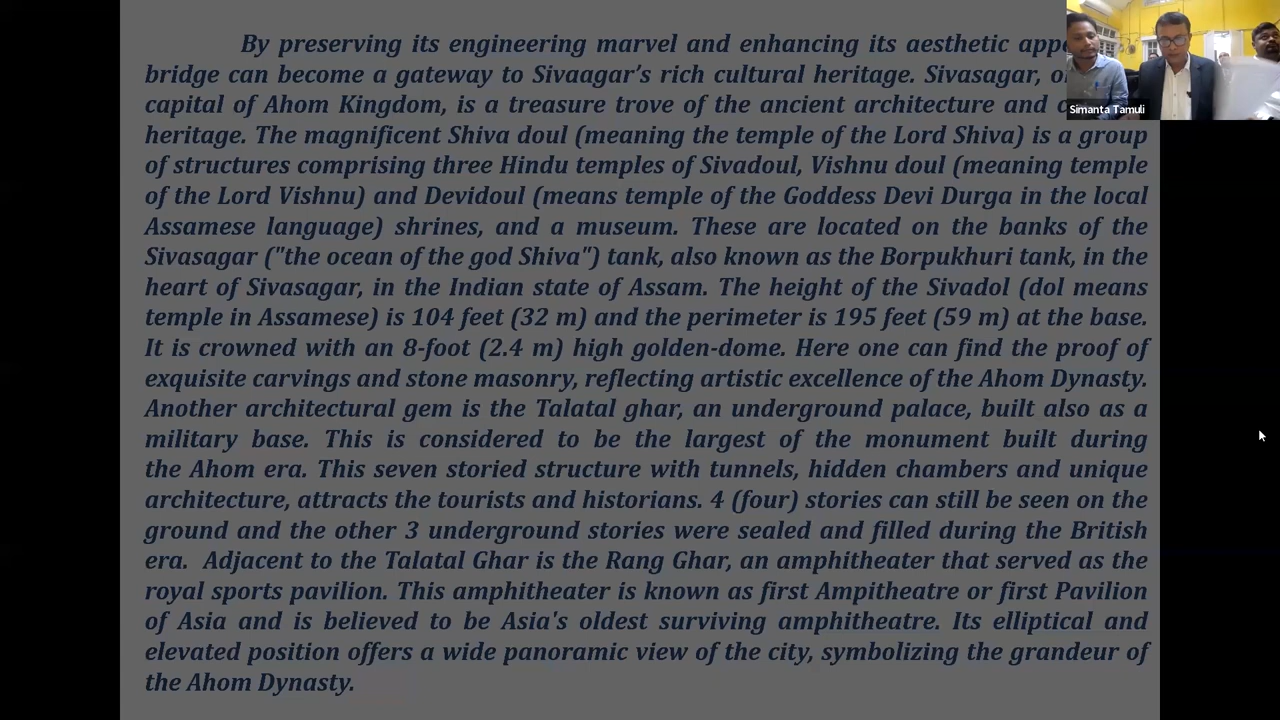 By preserving its engineering marvel and enhancing its aesthetic
bridge can become a gateway to Sivaagar's rich cultural heritage. Sivasagar,
capital of Ahom Kingdom, is a treasure trove of the ancient architecture and
heritage. The magnificent Shiva doul (meaning the temple of the Lord Shiva) is a group
of structures comprising three Hindu temples of Sivadoul, Vishnu doul (meaning temple
of the Lord Vishnu) and Devidoul (means temple of the Goddess Devi Durga in the local
Assamese language) shrines, and a museum. These are located on the banks of the
Sivasagar ("the ocean of the god Shiva") tank, also known as the Borpukhuri tank, in the
heart of Sivasagar, in the Indian state of Assam. The height of the Sivadol (dol means
temple in Assamese) is 104 feet (32 m) and the perimeter is 195 feet (59 m) at the base.
It is crowned with an 8-foot (2.4 m) high golden-dome. Here one can find the proof of
exquisite carvings and stone masonry, reflecting artistic excellence of the Ahom Dynasty.
Another architectural gem is the Talatal ghar, an underground palace, built also as a
military base. This is considered to be the largest of the monument built during
the Ahom era. This seven storied structure with tunnels, hidden chambers and unique
architecture, attracts the tourists and historians. 4 (four) stories can still be seen on the
ground and the other 3 underground stories were sealed and filled during the British
era. Adjacent to the Talatal Ghar is the Rang Ghar, an amphitheater that served as the
royal sports pavilion. This amphitheater is known as first Ampitheatre or first Pavilion
of Asia and is believed to be Asia's oldest surviving amphitheatre. Its elliptical and
elevated position offers a wide panoramic view of the city, symbolizing the grandeur of
the Ahom Dynasty.
Simanta Tamuli